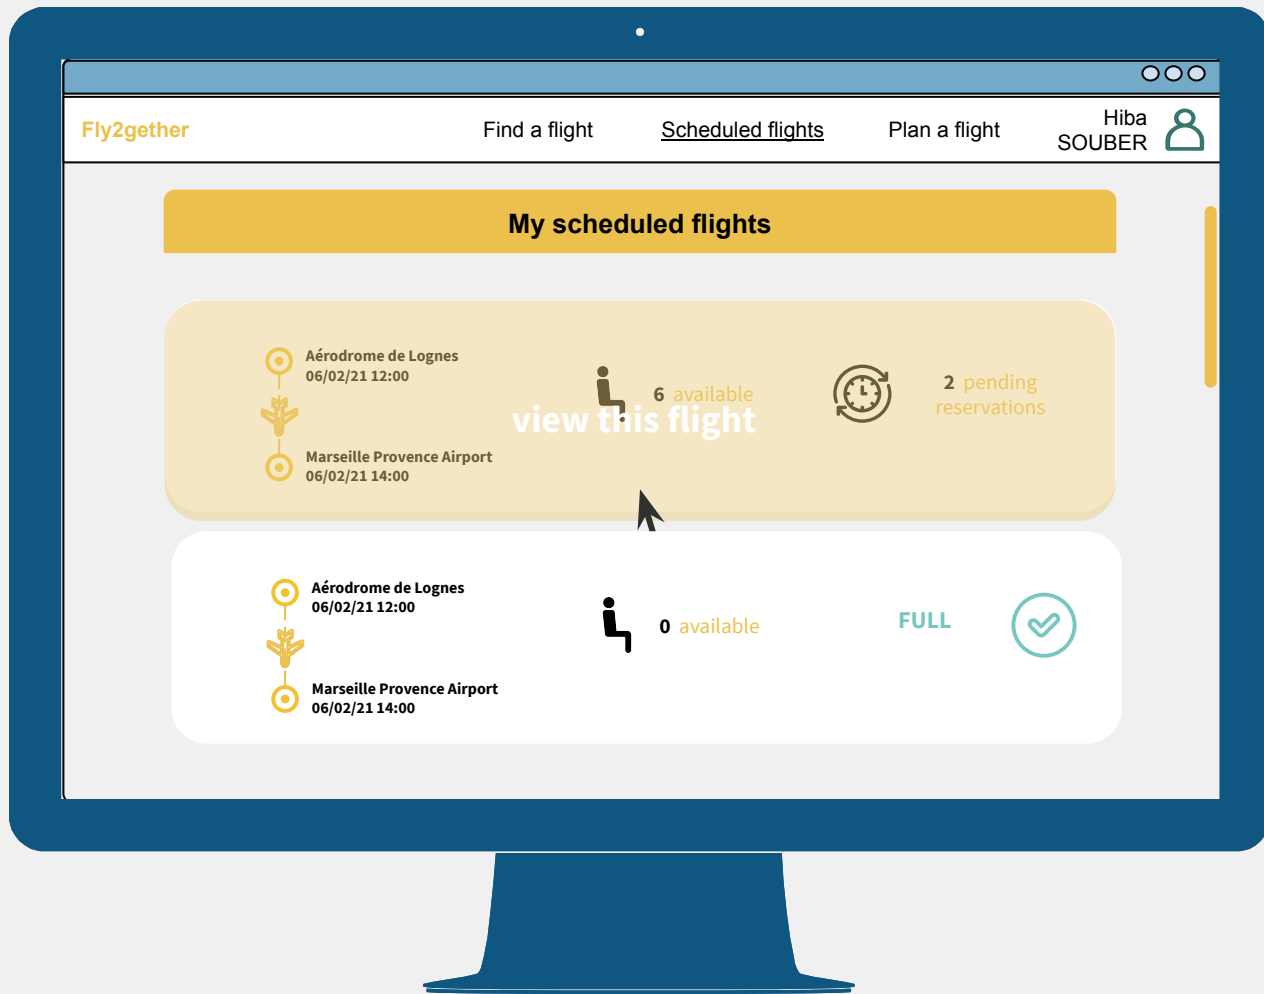 Fly2gether
Find a flight
Scheduled flights
Plan a flight
Hiba
SOUBER
My scheduled flights
Aérodrome de Lognes
06/02/21 12:00
6 available
2 pending
reservations
view this flight
Marseille Provence Airport
06/02/21 14:00
Aérodrome de Lognes
06/02/21 12:00
0 available
FULL
Marseille Provence Airport
06/02/21 14:00